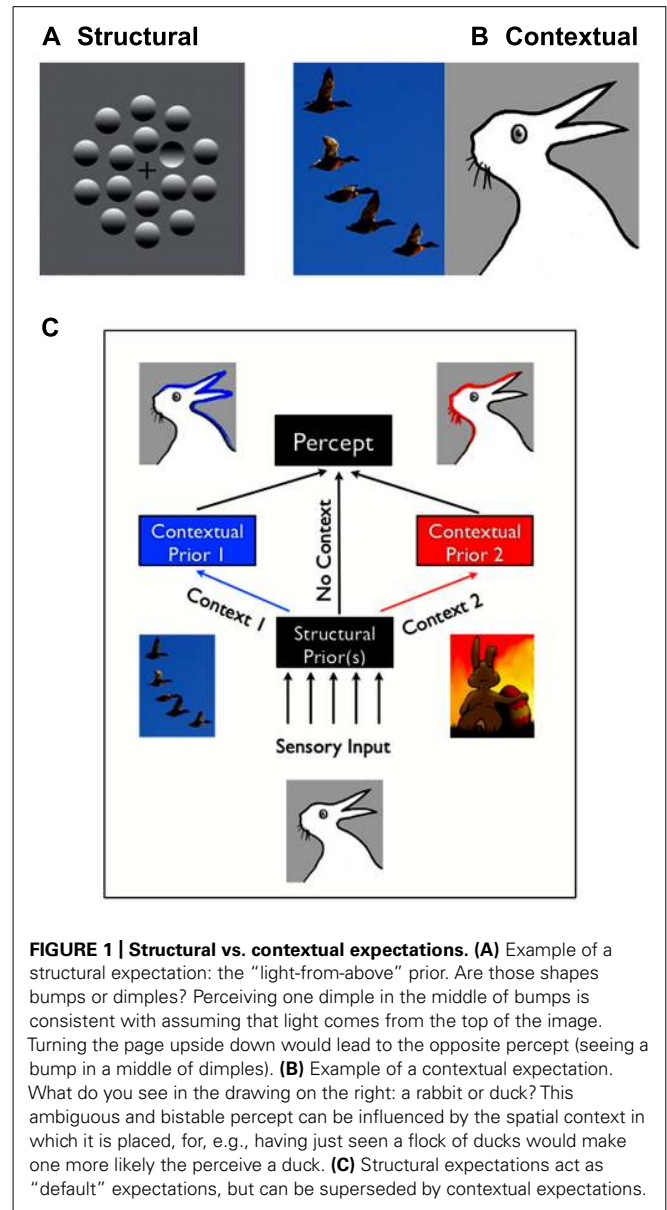 A Structural
B Contextual
C
Percept
Contextual
Prior 1
No Context
Contextual
Prior 2
Context 1
Structural
Prior(s)
Context 2
Sensory Input
FIGURE 1 | Structural vs. contextual expectations. (A) Example of a
structural expectation: the “light-from-above” prior. Are those shapes
bumps or dimples? Perceiving one dimple in the middle of bumps is
consistent with assuming that light comes from the top of the image.
Turning the page upside down would lead to the opposite percept (seeing a
bump in a middle of dimples). (B) Example of a contextual expectation.
What do you see in the drawing on the right: a rabbit or duck? This
ambiguous and bistable percept can be influenced by the spatial context in
which it is placed, for, e.g., having just seen a flock of ducks would make
one more likely the perceive a duck. (C) Structural expectations act as
“default” expectations, but can be superseded by contextual expectations.